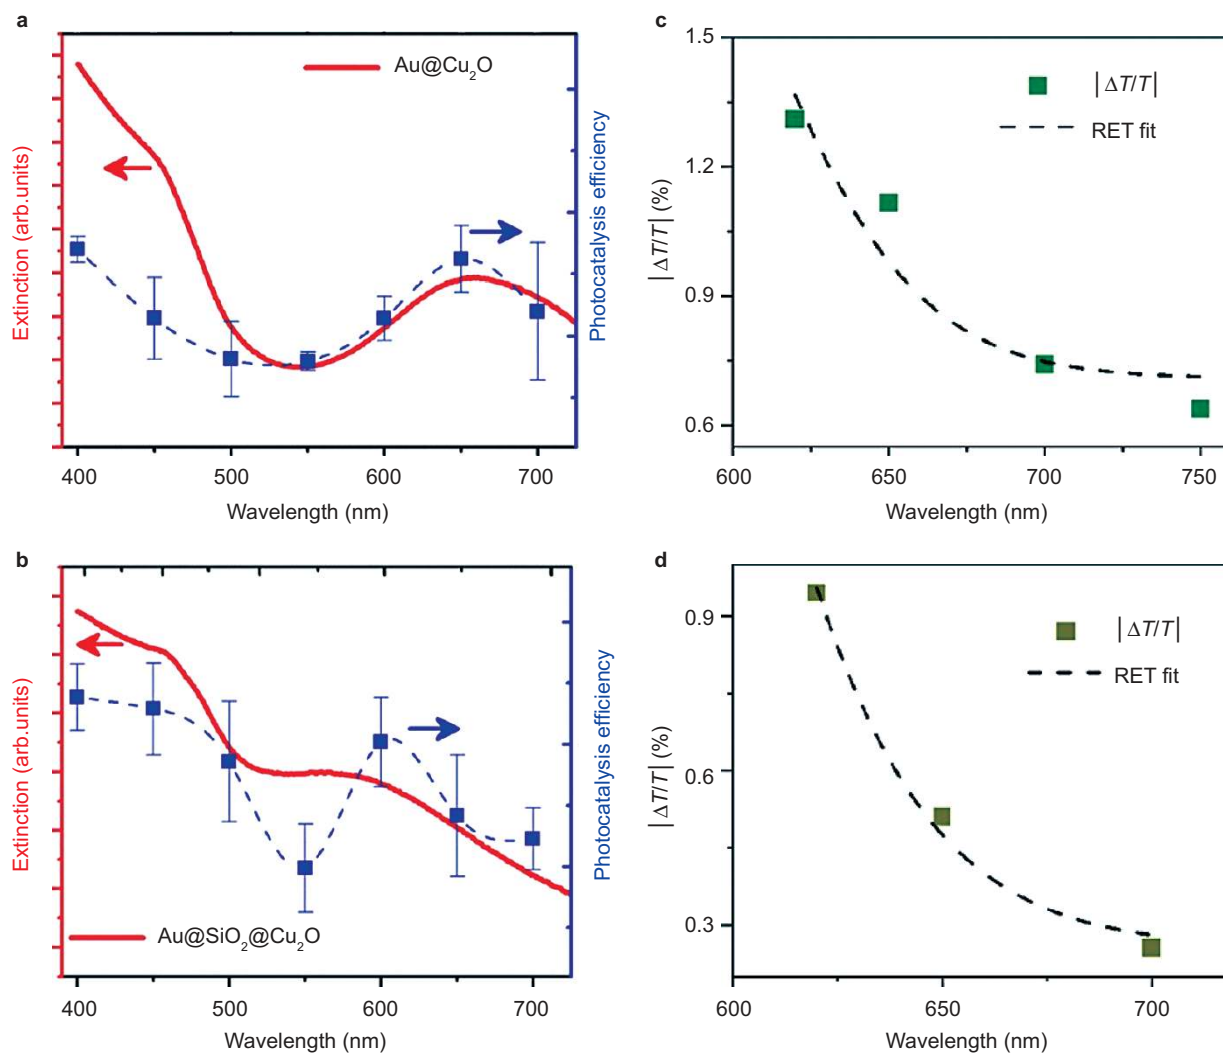 a
Au@Cu₂O
Extinction (arb.units)
Photocatalysis efficiency
400 500 600 700
Wavelength (nm)
c
1.5
1.2
0.9
0.6
|ΔT/T| (%)
|ΔT/T|
RET fit
600 650 700 750
Wavelength (nm)
b
Extinction (arb.units)
Photocatalysis efficiency
Au@SiO₂@Cu₂O
400 500 600 700
Wavelength (nm)
d
0.9
0.6
0.3
|ΔT/T| (%)
|ΔT/T|
RET fit
600 650 700
Wavelength (nm)